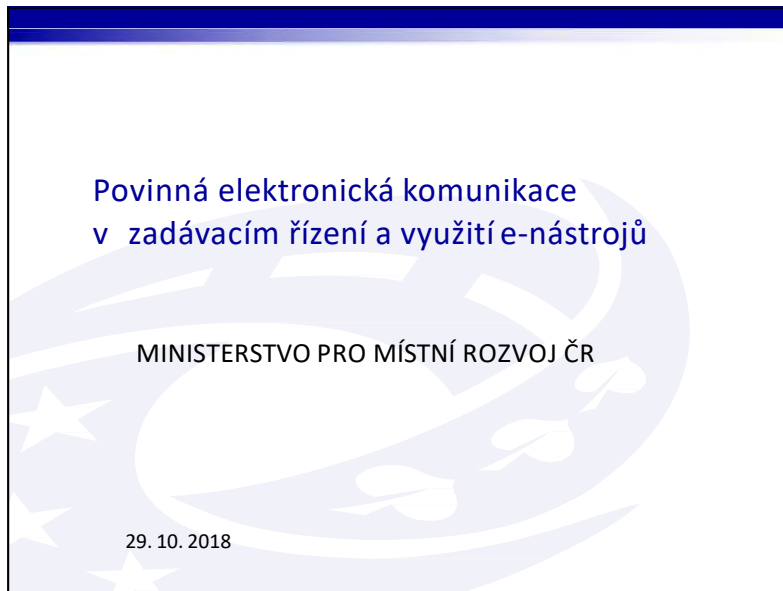 Povinná elektronická komunikace
v zadávacím řízení a využití e-nástrojů
MINISTERSTVO PRO MÍSTNÍ ROZVOJ ČR
29. 10. 2018